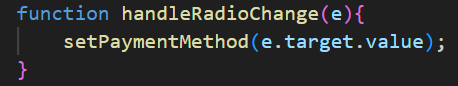 function handleRadioChange(e){
    setPaymentMethod(e.target.value);
}